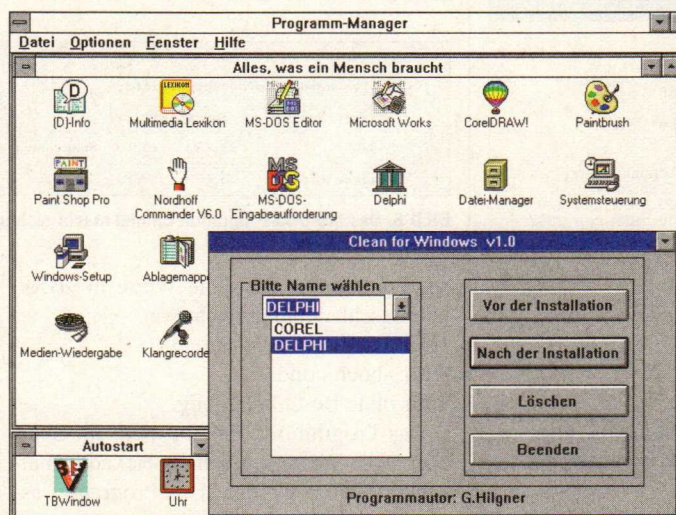 Programm-Manager
Datei Optionen Fenster Hilfe
Alles, was ein Mensch braucht
(D)-Info
Multimedia Lexikon
MS-DOS Editor
Microsoft Works
CorelDRAW!
Paintbrush
Paint Shop Pro
Nordhoff
Commander V6.0
MS-DOS-
Eingabeaufforderung
Delphi
Datei-Manager
Systemsteuerung
Windows-Setup
Ablagemappe
Medien-Wiedergabe
Klangrecorde
Clean for Windows v1.0
Bitte Name wählen
DELPHI
COREL
DELPHI
Vor der Installation
Nach der Installation
Löschen
Beenden
Programmautor: G.Hilgner
Autostart
TBWindow
Uhr